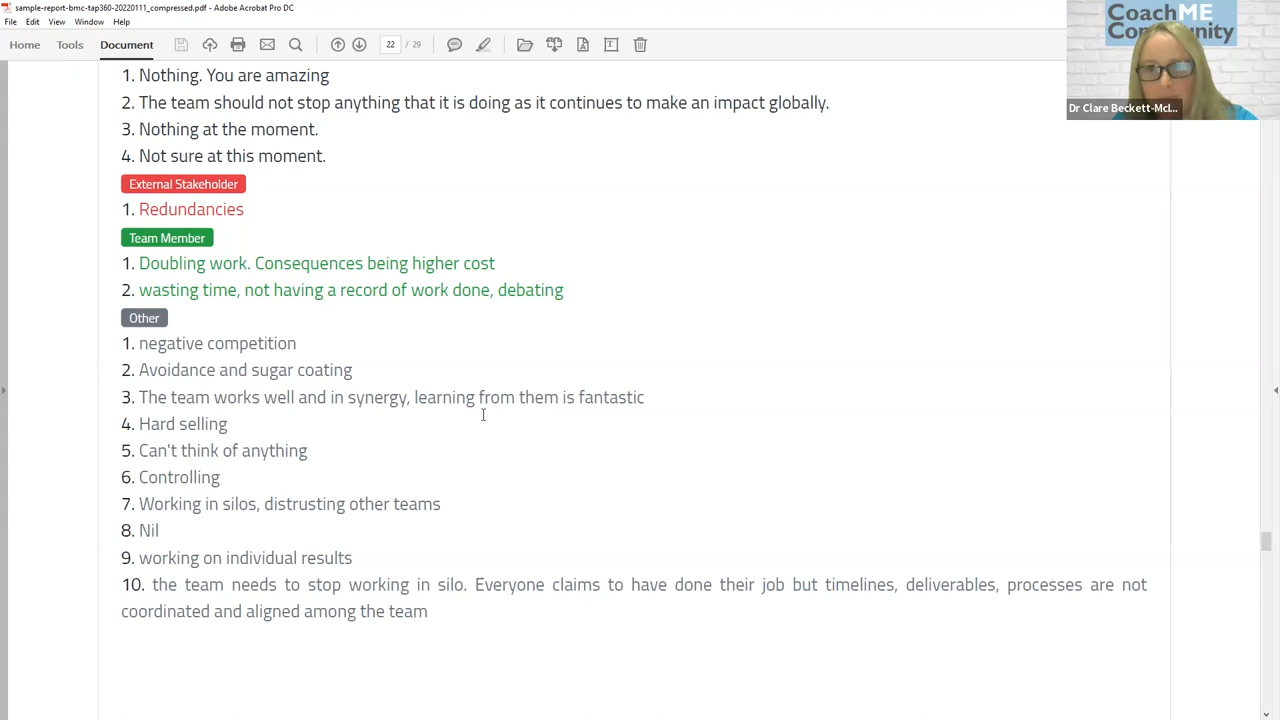 sample-report-bmc-tap360-20220111_compressed.pdf - Adobe Acrobat Pro DC
File Edit View Window Help
Home Tools Document 22 / 29
CoachME
Community
Dr Clare Beckett-McI...
1. Nothing. You are amazing
2. The team should not stop anything that it is doing as it continues to make an impact globally.
3. Nothing at the moment.
4. Not sure at this moment.
External Stakeholder
1. Redundancies
Team Member
1. Doubling work. Consequences being higher cost
2. wasting time, not having a record of work done, debating
Other
1. negative competition
2. Avoidance and sugar coating
3. The team works well and in synergy, learning from them is fantastic
4. Hard selling
5. Can't think of anything
6. Controlling
7. Working in silos, distrusting other teams
8. Nil
9. working on individual results
10. the team needs to stop working in silo. Everyone claims to have done their job but timelines, deliverables, processes are not
coordinated and aligned among the team